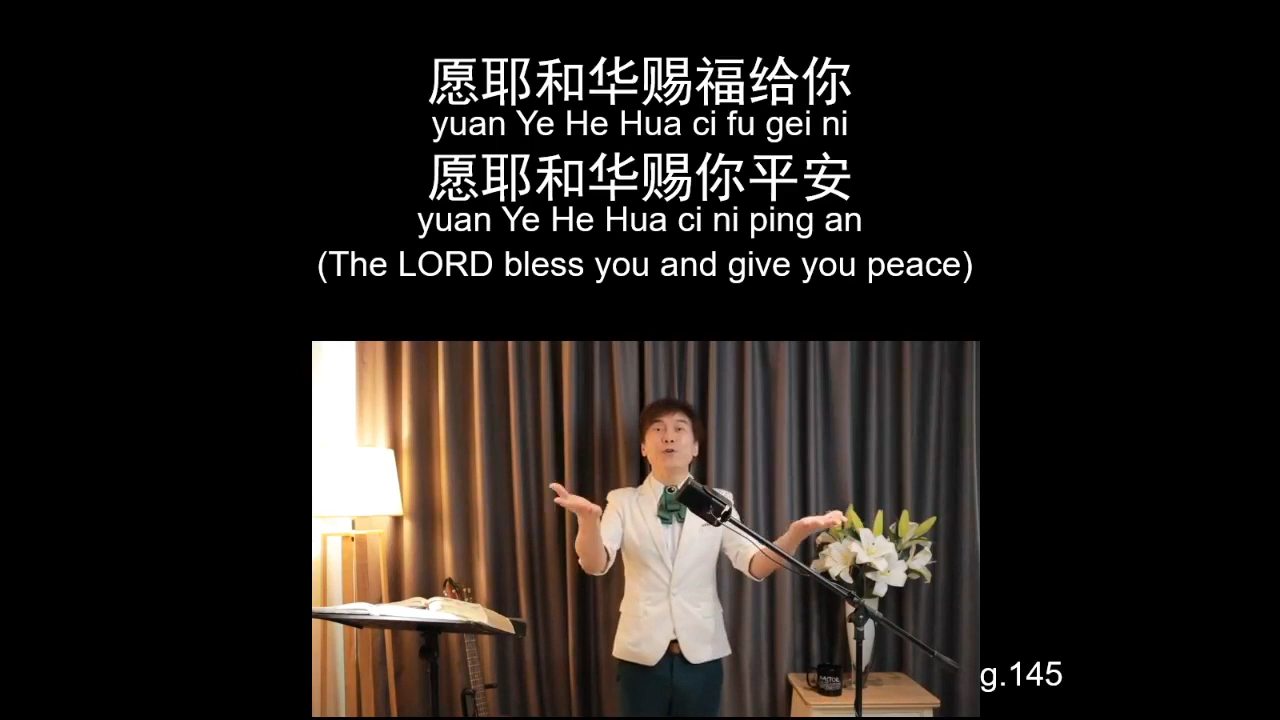 愿耶和华赐福给你
yuan Ye He Hua ci fu gei ni
愿耶和华赐你平安
yuan Ye He Hua ci ni ping an
(The LORD bless you and give you peace)
g.145